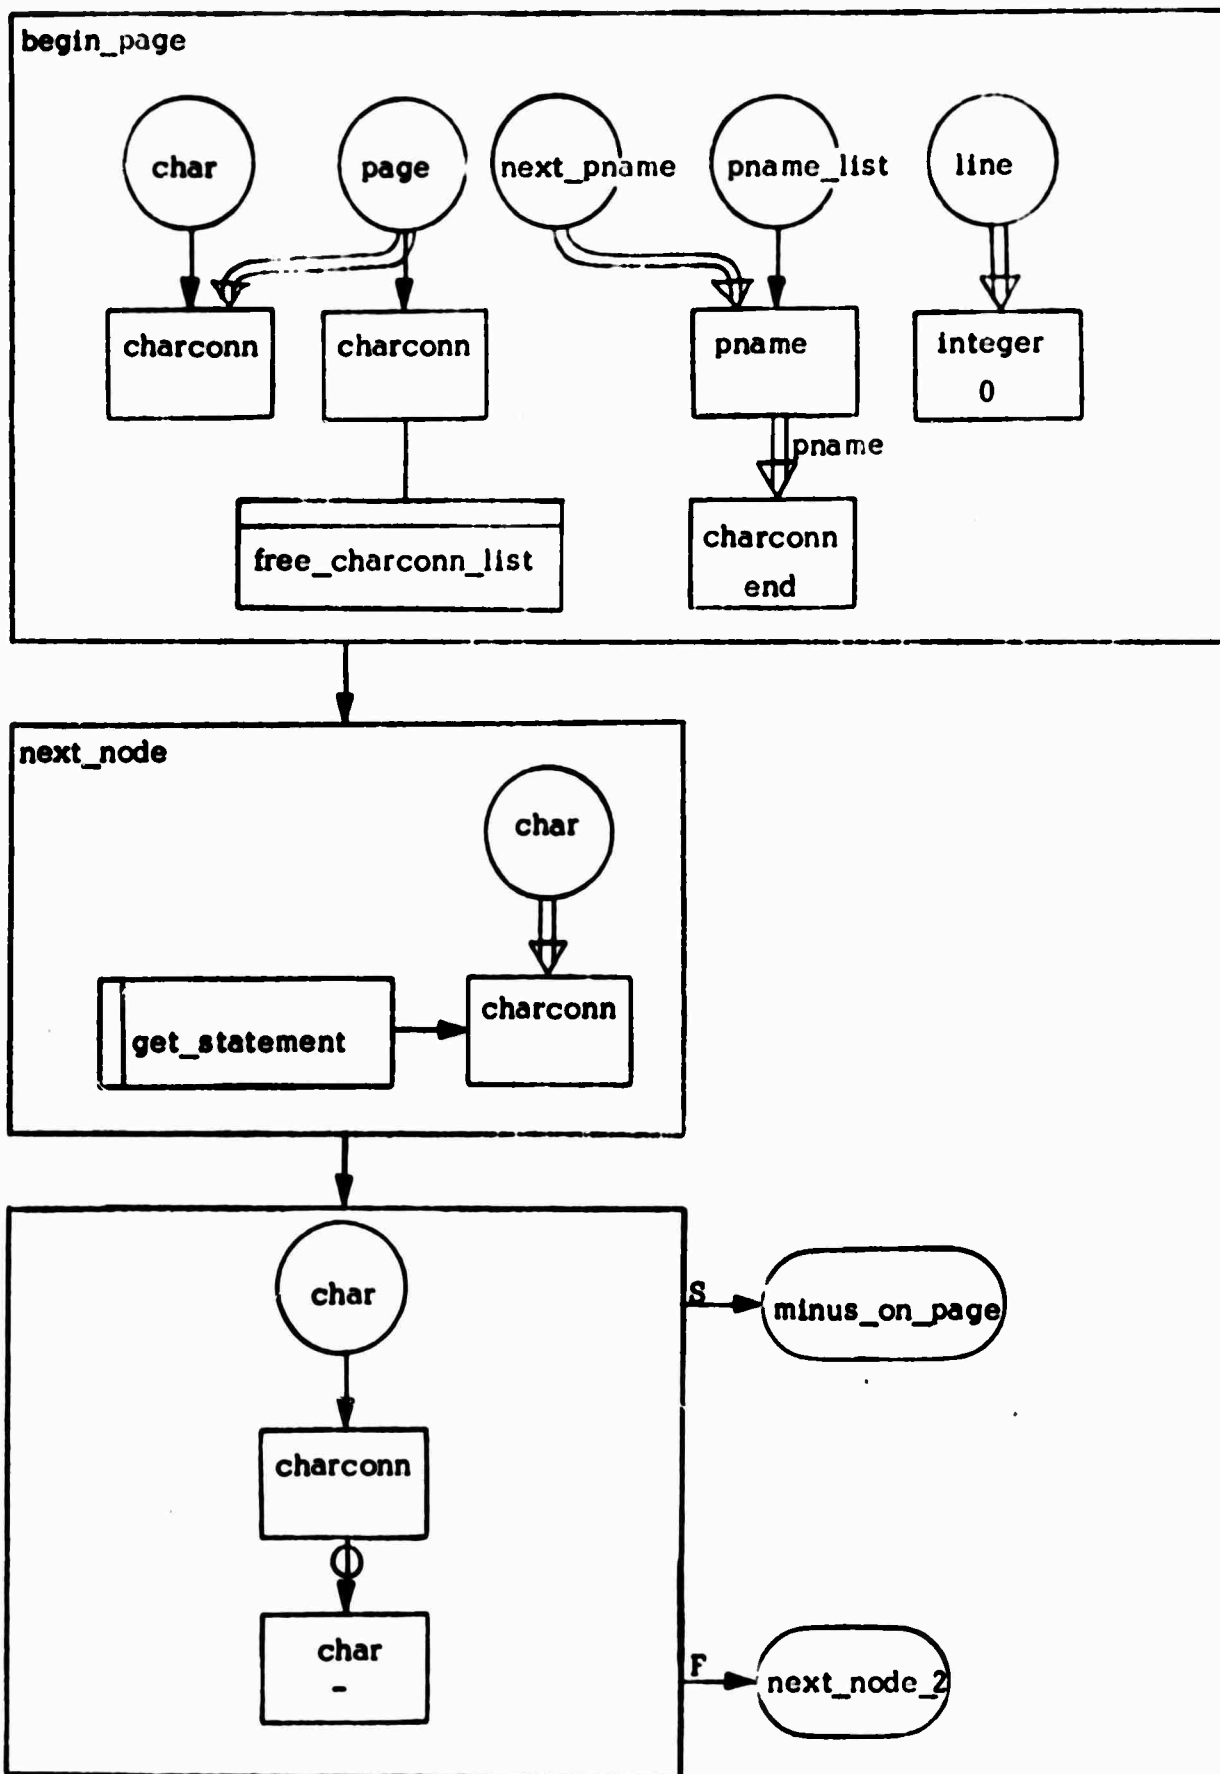 begin_page
char page next_pname pname_list line
charconn charconn pname integer
0
pname
free_charconn_list charconn
end
next_node
char
charconn
get_statement
char
S
minus_on_page
charconn
char
-
F
next_node_2